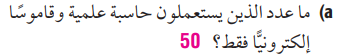 a) ما عدد الذين يستعملون حاسبة علمية وقاموسًا
إلكترونيًّا فقط؟ 50